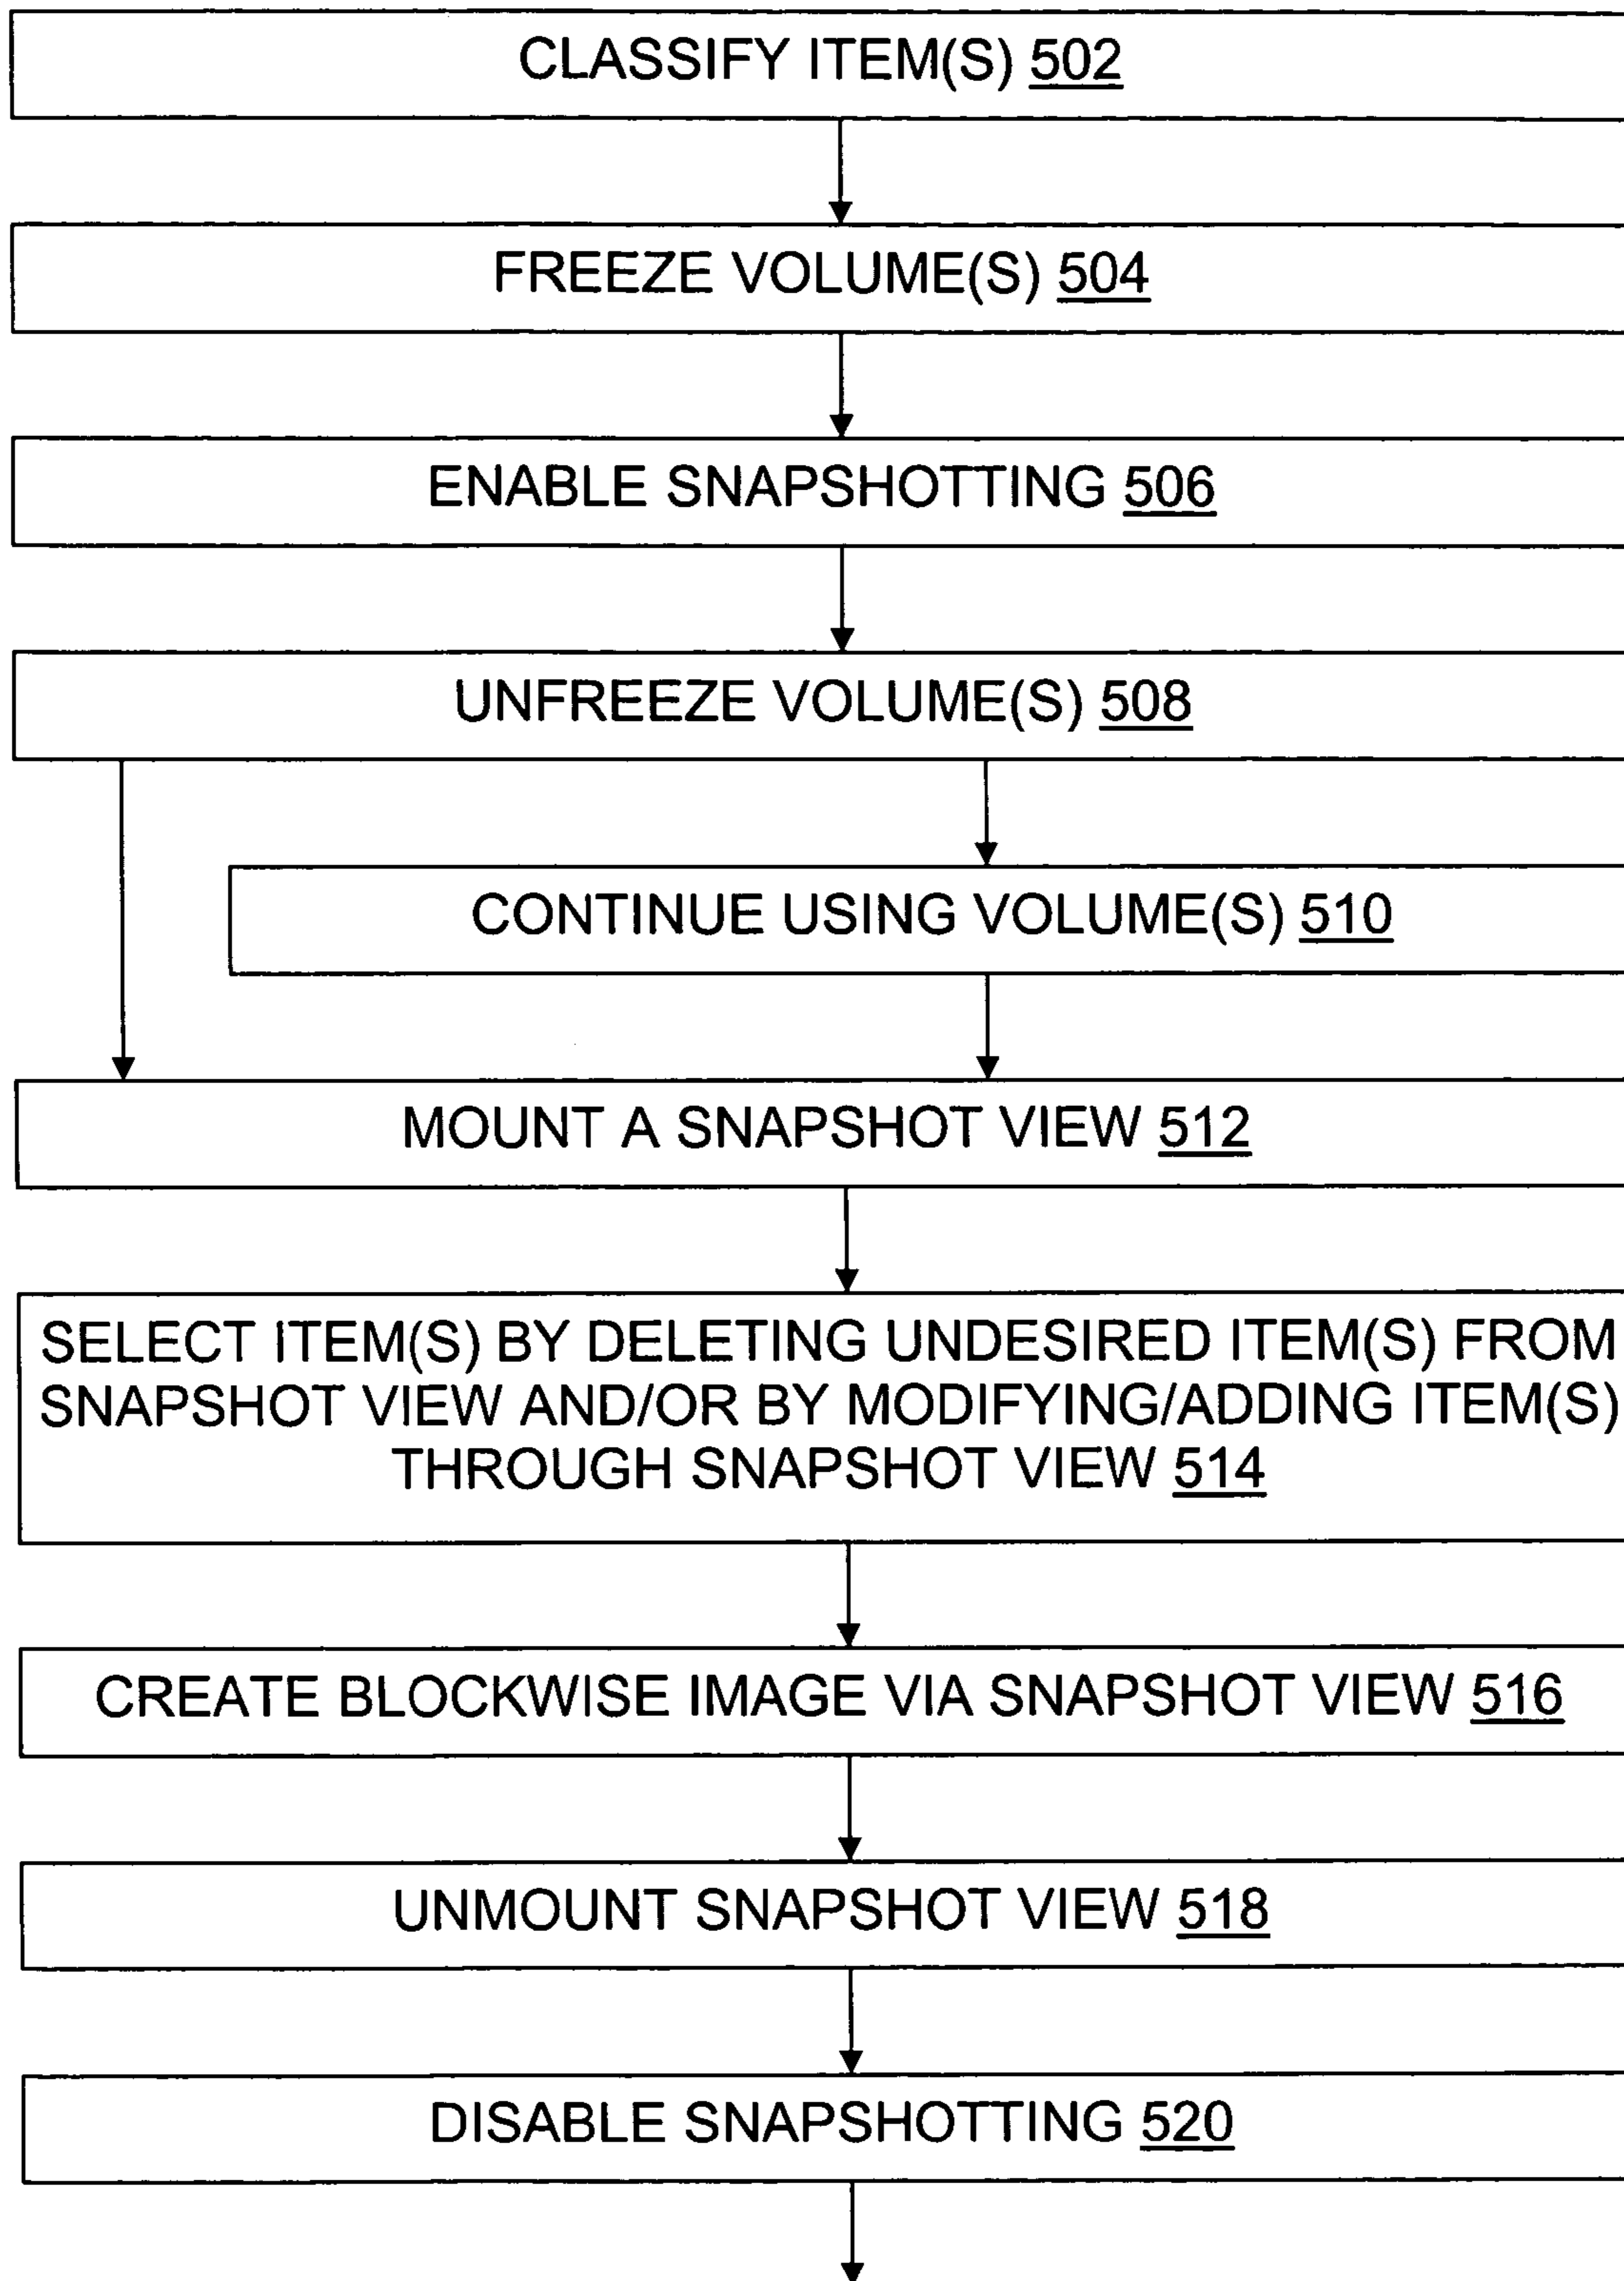 CLASSIFY ITEM(S) 502
FREEZE VOLUME(S) 504
ENABLE SNAPSHOTTING 506
UNFREEZE VOLUME(S) 508
CONTINUE USING VOLUME(S) 510
MOUNT A SNAPSHOT VIEW 512
SELECT ITEM(S) BY DELETING UNDESIRED ITEM(S) FROM
SNAPSHOT VIEW AND/OR BY MODIFYING/ADDING ITEM(S)
THROUGH SNAPSHOT VIEW 514
CREATE BLOCKWISE IMAGE VIA SNAPSHOT VIEW 516
UNMOUNT SNAPSHOT VIEW 518
DISABLE SNAPSHOTTING 520